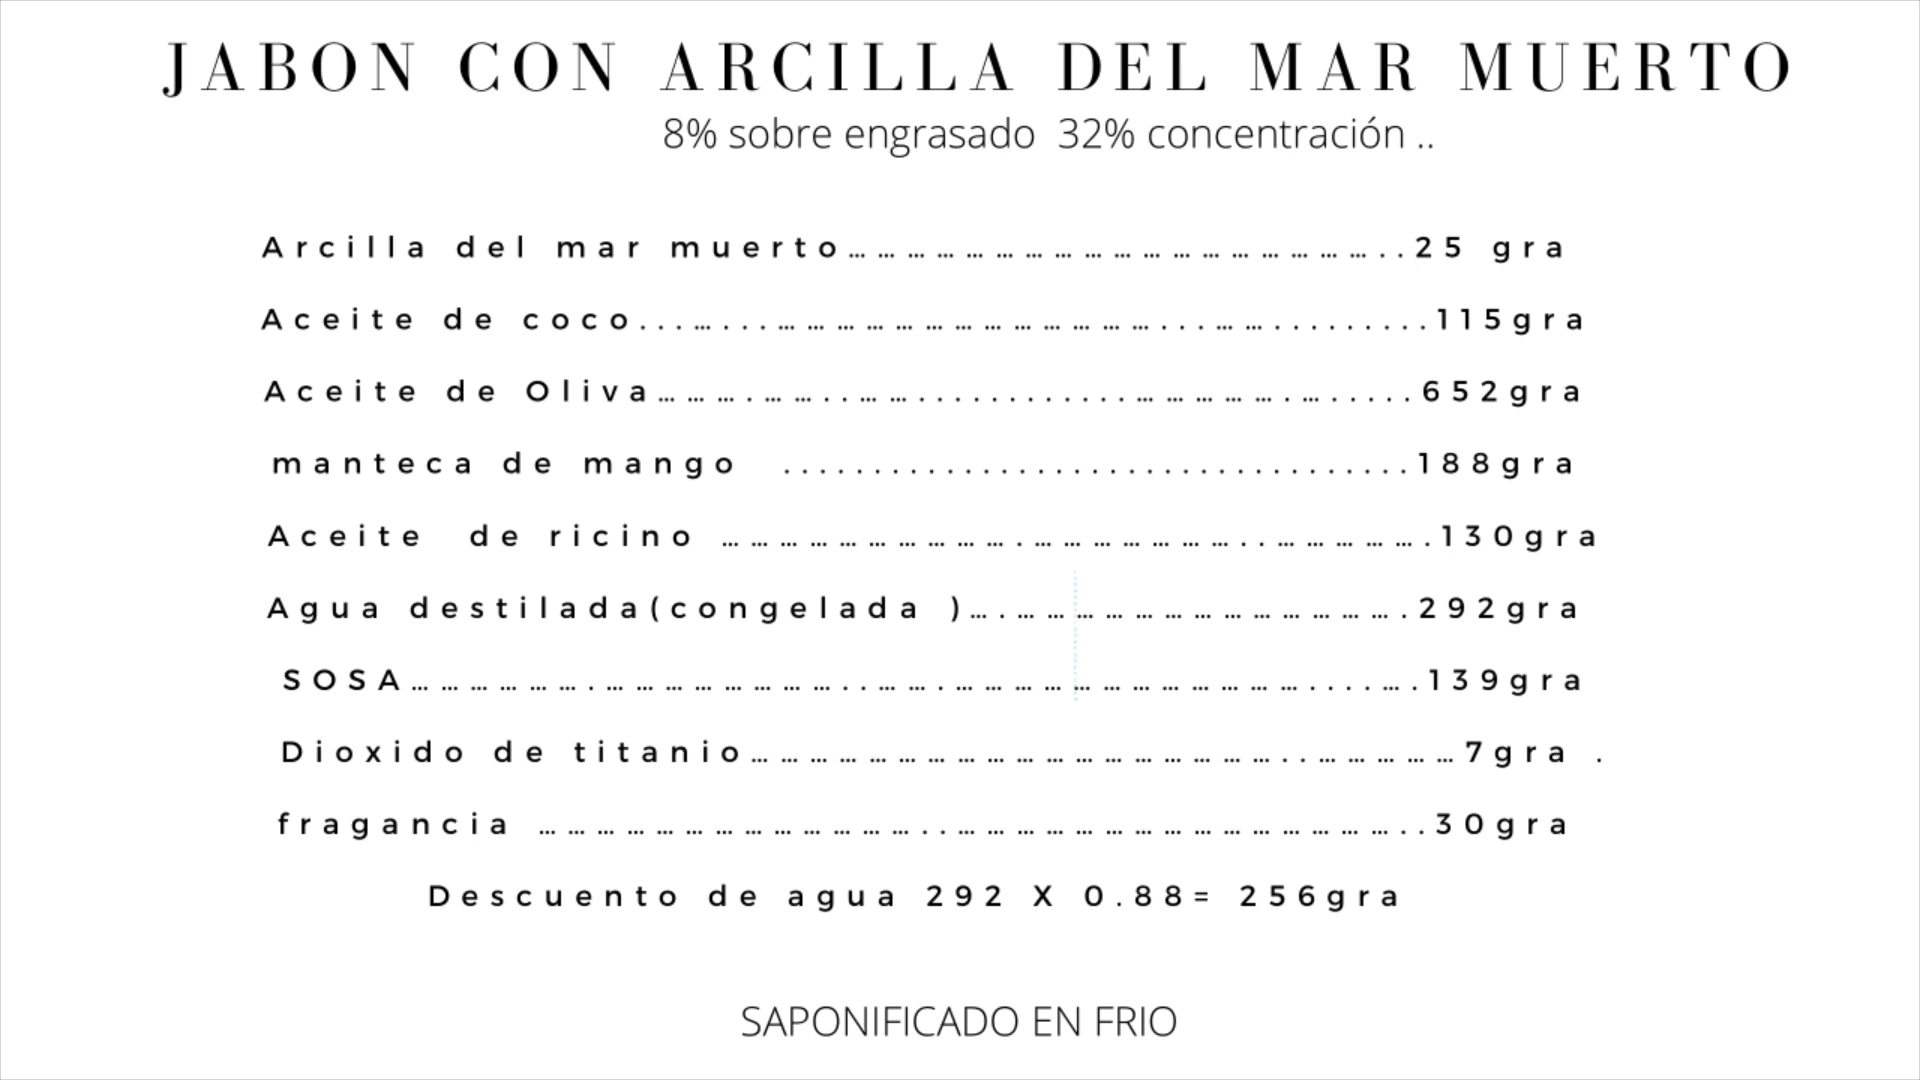 JABON CON ARCILLA DEL MAR MUERTO
8% sobre engrasado 32% concentración ..
Arcilla del mar muerto…………………………………………………..25 gra
Aceite de coco...…...…………………………………...…….........115gra
Aceite de Oliva……….……..……............……………..….....652gra
manteca de mango ...................................188gra
Aceite de ricino ………………………….…………………..………….130gra
Agua destilada(congelada )….……………………………………….292gra
SOSA……………….………………………..……..………………………………....….139gra
Dioxido de titanio…………………………………………………..……………7gra .
fragancia ……………………………………..…………………………………………..30gra
Descuento de agua 292 X 0.88= 256gra
SAPONIFICADO EN FRIO